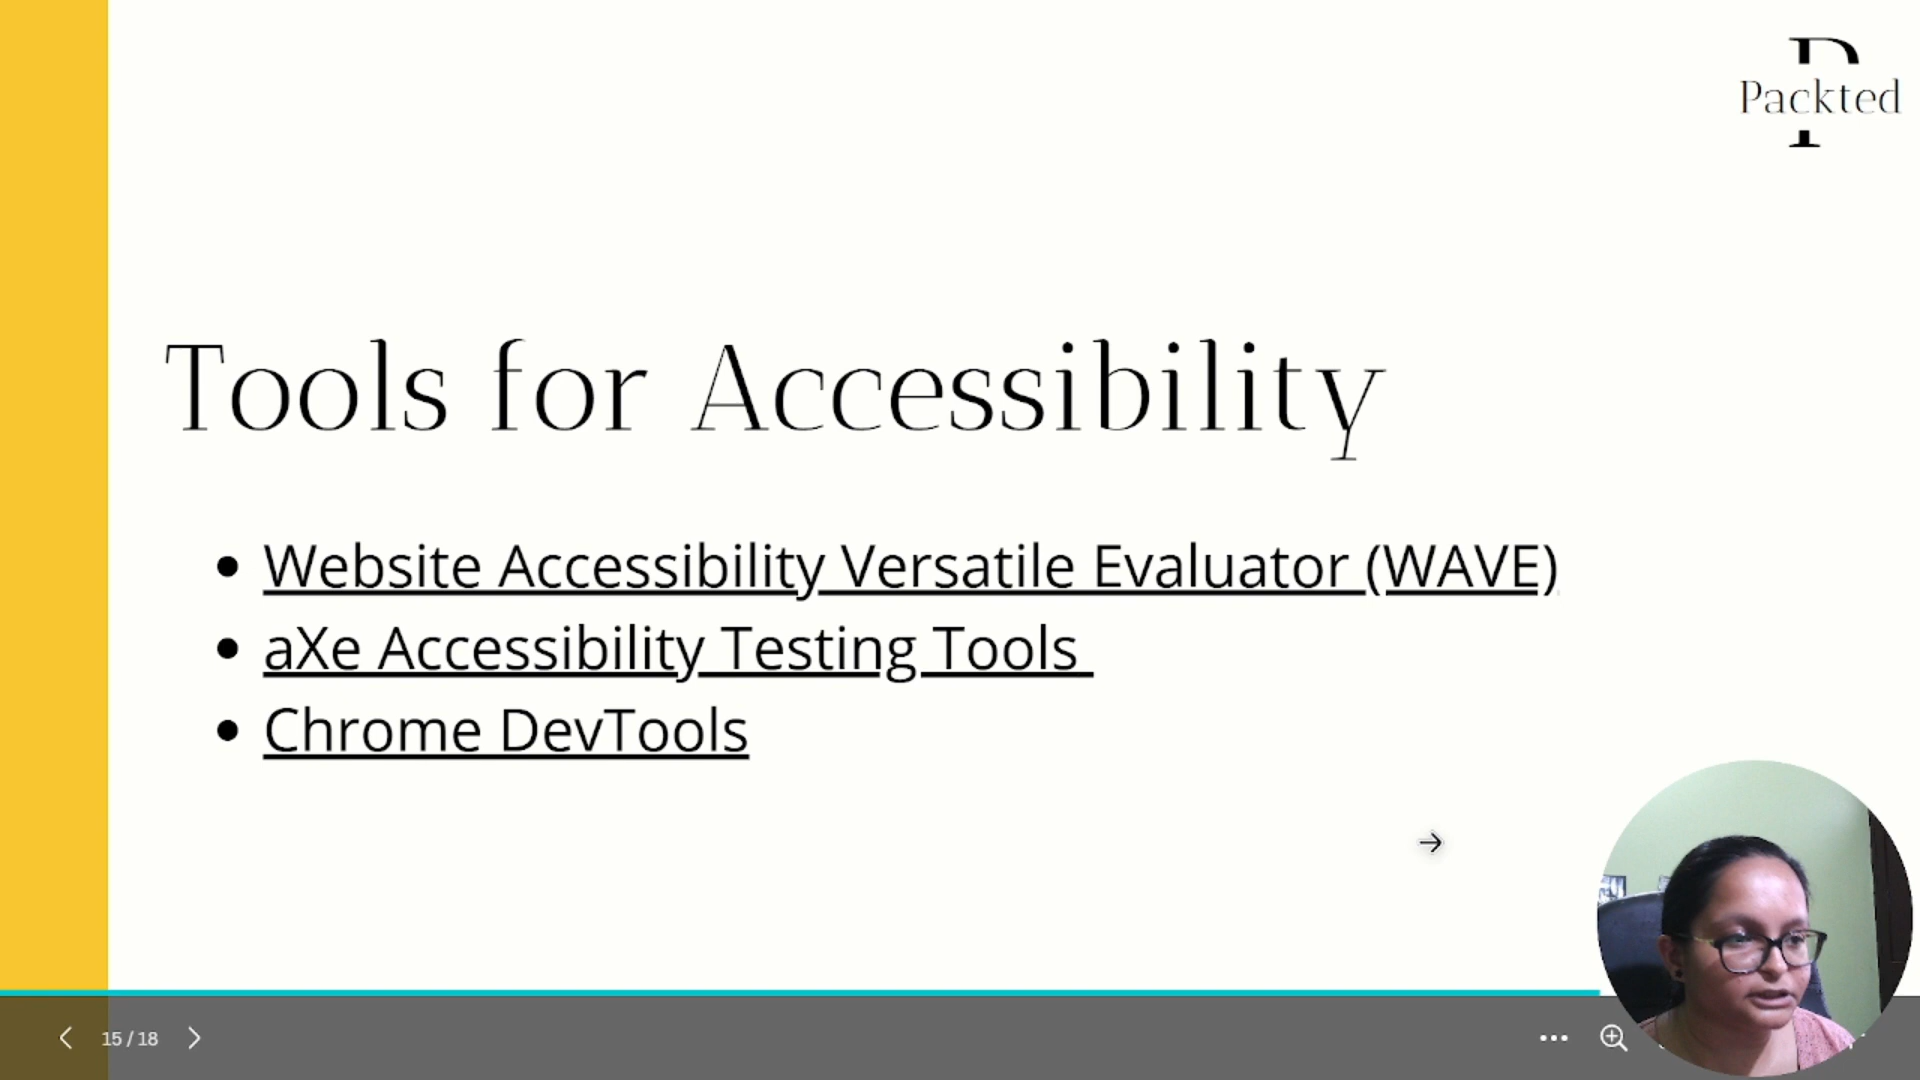 Packted
Tools for Accessibility
Website Accessibility Versatile Evaluator (WAVE)
aXe Accessibility Testing Tools
Chrome DevTools
15 / 18